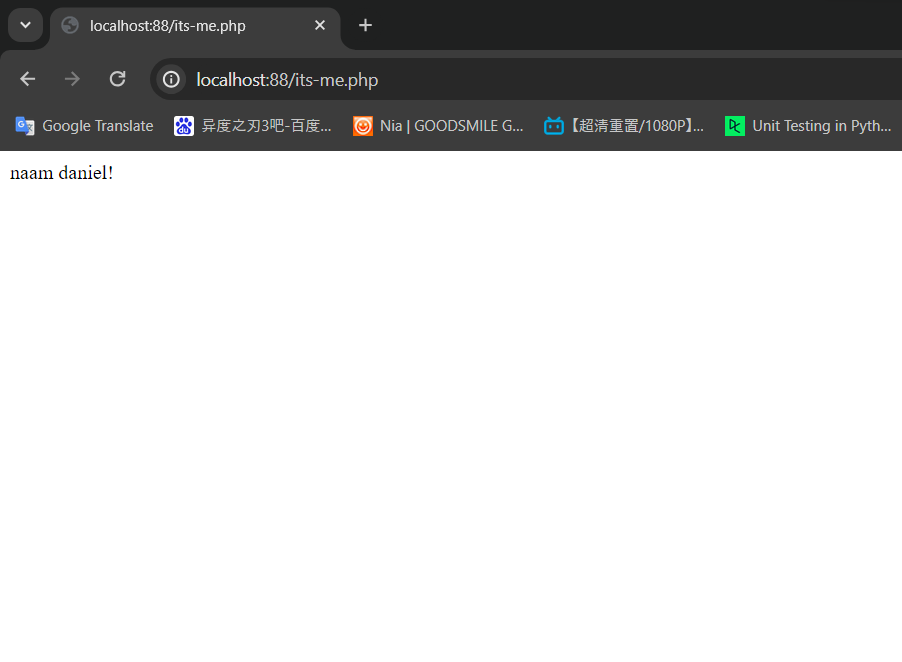 localhost:88/its-me.php
localhost:88/its-me.php
Google Translate
异度之刃3吧-百度...
Nia | GOODSMILE G...
【超清重置/1080P】...
Unit Testing in Pyth...
naam daniel!